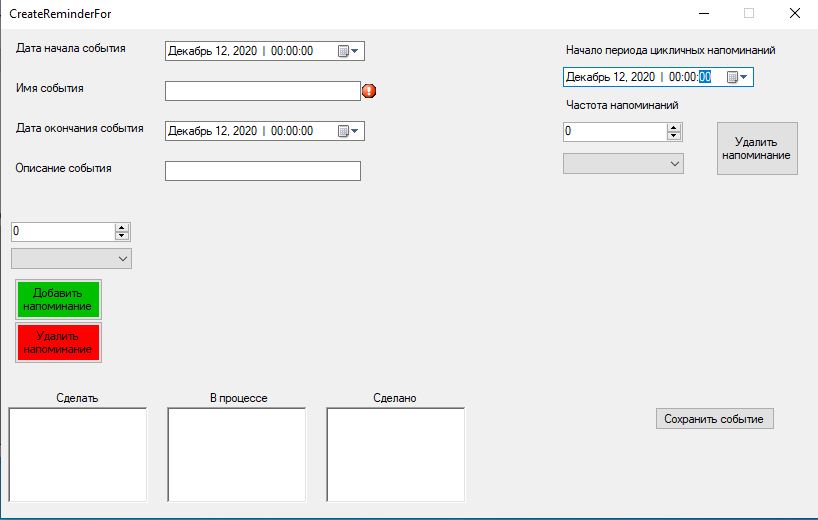 CreateReminderFor
Дата начала события
Декабрь 12, 2020 | 00:00:00
Имя события
Дата окончания события
Декабрь 12, 2020 | 00:00:00
Описание события
Начало периода цикличных напоминаний
Декабрь 12, 2020 | 00:00:00
Частота напоминаний
0
Удалить
напоминание
0
Добавить
напоминание
Удалить
напоминание
Сделать
В процессе
Сделано
Сохранить событие